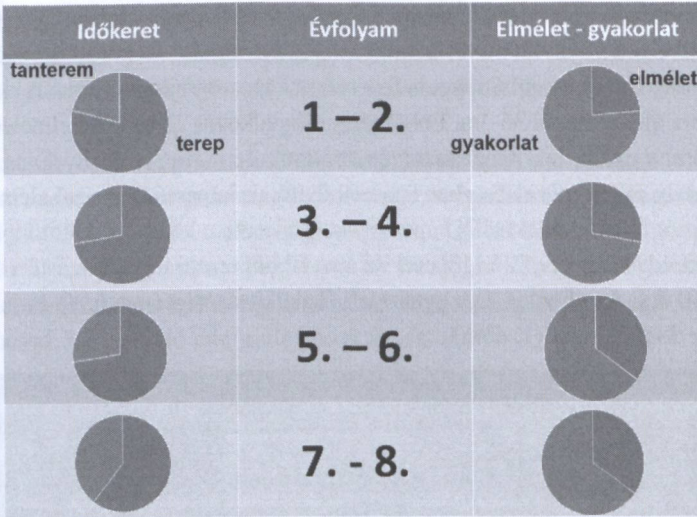 Időkeret Évfolyam Elmélet - gyakorlat
tanterem elmélet
1 – 2.
terep gyakorlat
3. – 4.
5. – 6.
7. - 8.